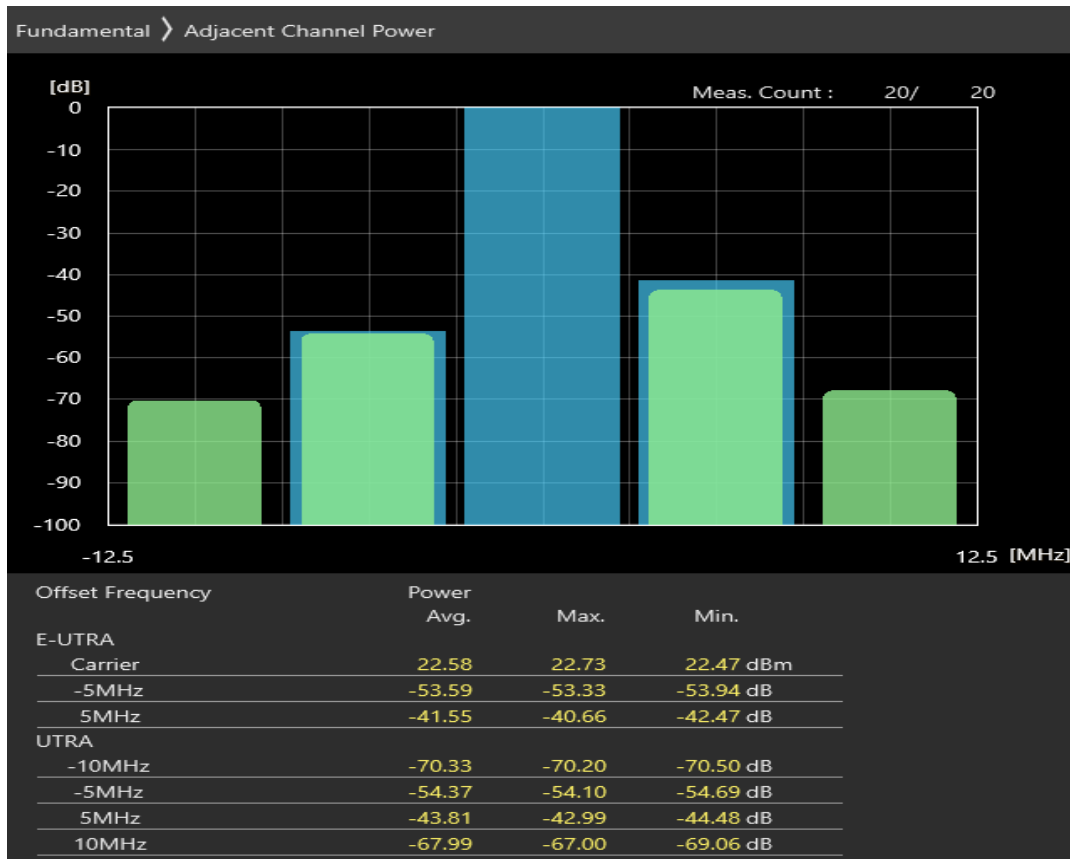 Fundamental 》 Adjacent Channel Power
[dB]
Meas. Count : 20/ 20
0
-10
-20
-30
-40
-50
-60
-70
-80
-90
-100
-12.5 12.5 [MHz]
Offset Frequency Power
Avg. Max. Min.
E-UTRA
Carrier 22.58 22.73 22.47 dBm
-5MHz -53.59 -53.33 -53.94 dB
5MHz -41.55 -40.66 -42.47 dB
UTRA
-10MHz -70.33 -70.20 -70.50 dB
-5MHz -54.37 -54.10 -54.69 dB
5MHz -43.81 -42.99 -44.48 dB
10MHz -67.99 -67.00 -69.06 dB